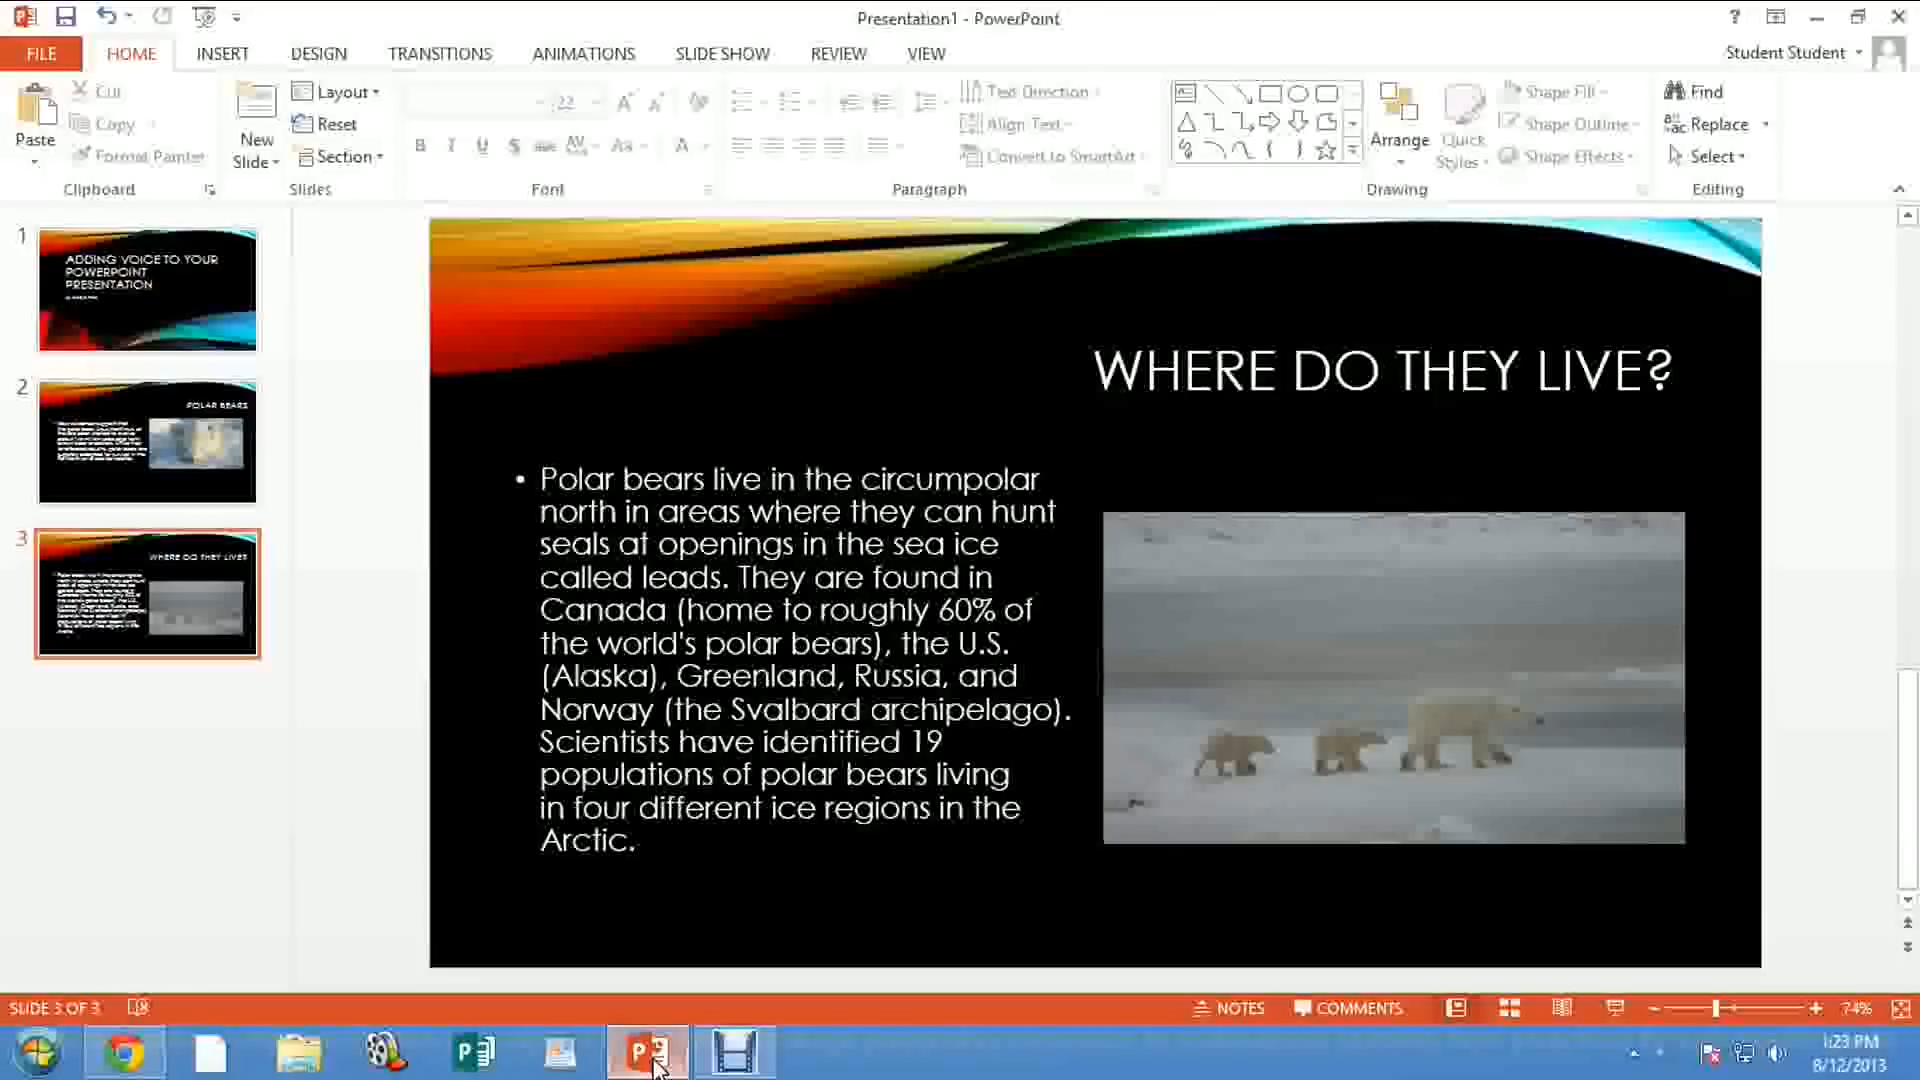 Presentation1 - PowerPoint
?
FILE HOME INSERT DESIGN TRANSITIONS ANIMATIONS SLIDE SHOW REVIEW VIEW
Student Student
Paste
Cut
Copy
Format Painter
Clipboard
New
Slide
Layout
Reset
Section
Slides
22
B I U S abc AV Aa A
Font
Text Direction
Align Text
Convert to SmartArt
Paragraph
Arrange
Quick
Styles
Shape Fill
Shape Outline
Shape Effects
Drawing
Find
Replace
Select
Editing
1
ADDING VOICE TO YOUR
POWERPOINT
PRESENTATION
2
POLAR BEARS
3
WHERE DO THEY LIVE?
WHERE DO THEY LIVE?
• Polar bears live in the circumpolar
north in areas where they can hunt
seals at openings in the sea ice
called leads. They are found in
Canada (home to roughly 60% of
the world's polar bears), the U.S.
(Alaska), Greenland, Russia, and
Norway (the Svalbard archipelago).
Scientists have identified 19
populations of polar bears living
in four different ice regions in the
Arctic.
SLIDE 3 OF 3
NOTES
COMMENTS
74%
1:23 PM
8/12/2013